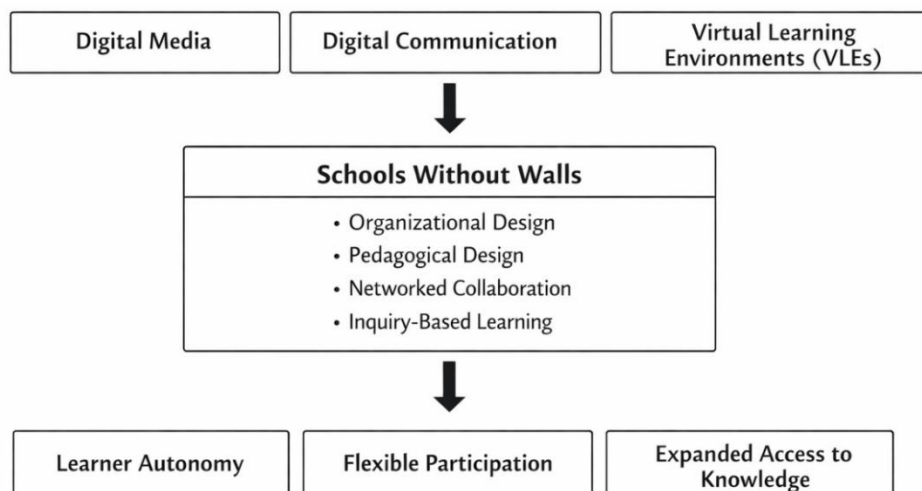 Digital Media
Digital Communication
Virtual Learning
Environments (VLEs)
Schools Without Walls
• Organizational Design
• Pedagogical Design
• Networked Collaboration
• Inquiry-Based Learning
Learner Autonomy
Flexible Participation
Expanded Access to
Knowledge